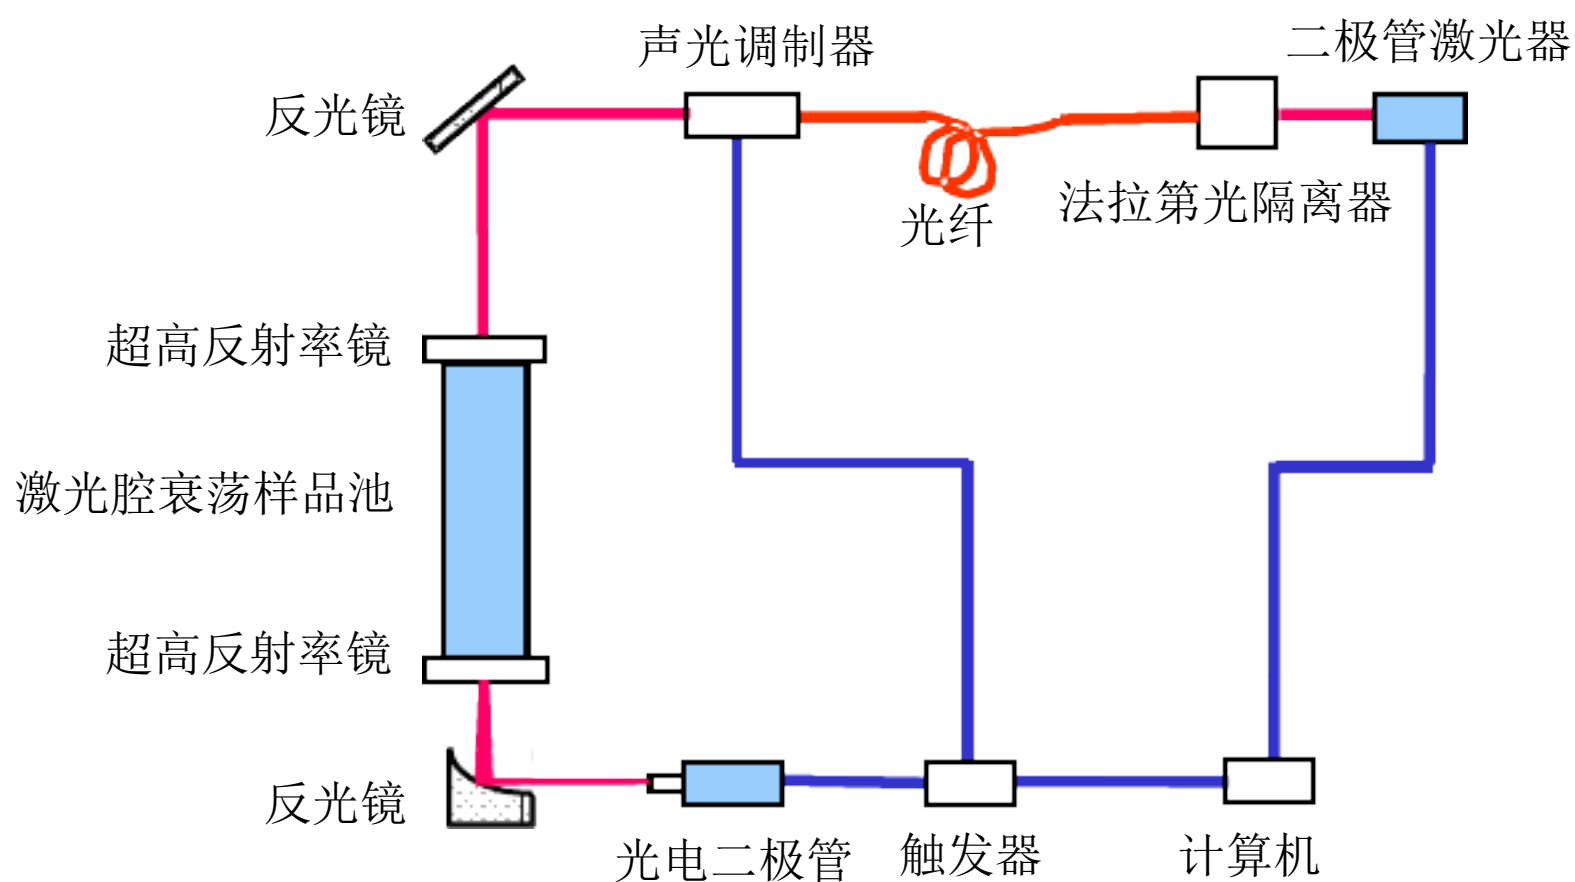 二极管激光器
声光调制器
反光镜
法拉第光隔离器
光纤
超高反射率镜
激光腔衰荡样品池
超高反射率镜
反光镜
光电二极管
触发器
计算机